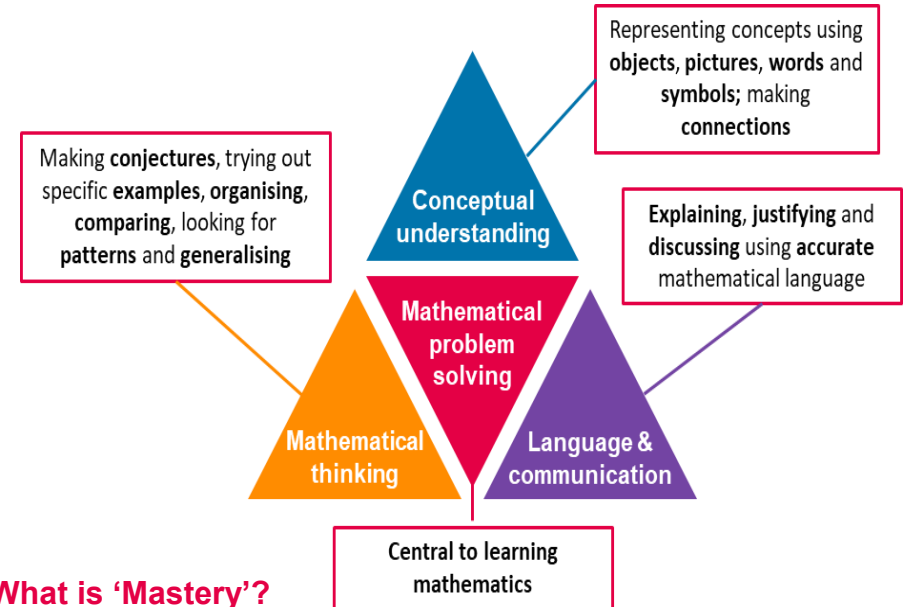 Representing concepts using
objects, pictures, words and
symbols; making
connections
Making conjectures, trying out
specific examples, organising,
comparing, looking for
patterns and generalising
Conceptual
understanding
Explaining, justifying and
discussing using accurate
mathematical language
Mathematical
problem
solving
Mathematical
thinking
Language &
communication
Central to learning
mathematics
What is ‘Mastery’?